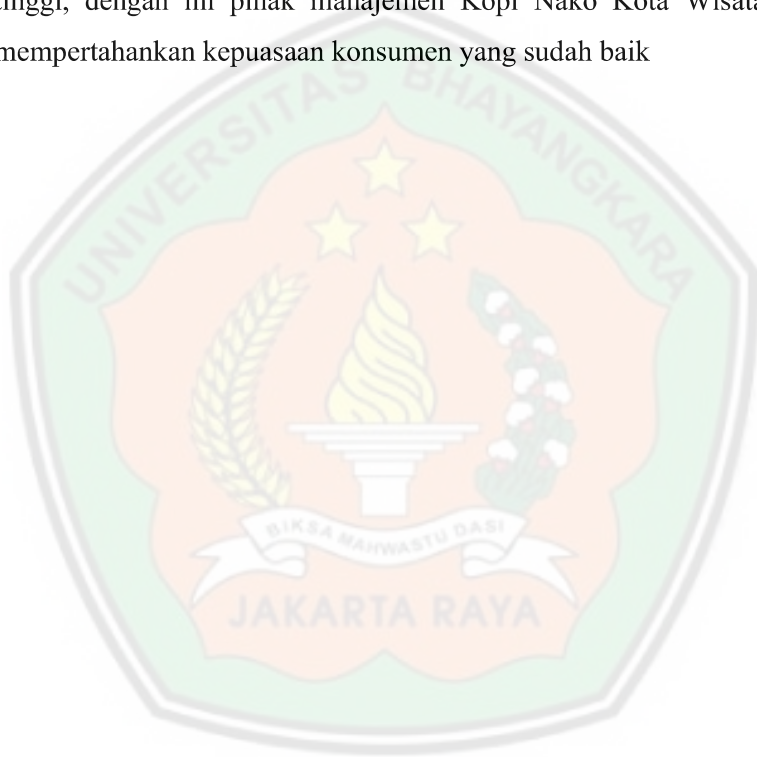 tinggi, dengan ini pihak manajemen Kopi Nako Kota Wisata
mempertahankan kepuasaan konsumen yang sudah baik
UNIVERSITAS BHAYANGKARA
BIKSA MAHWASTU DASI
JAKARTA RAYA